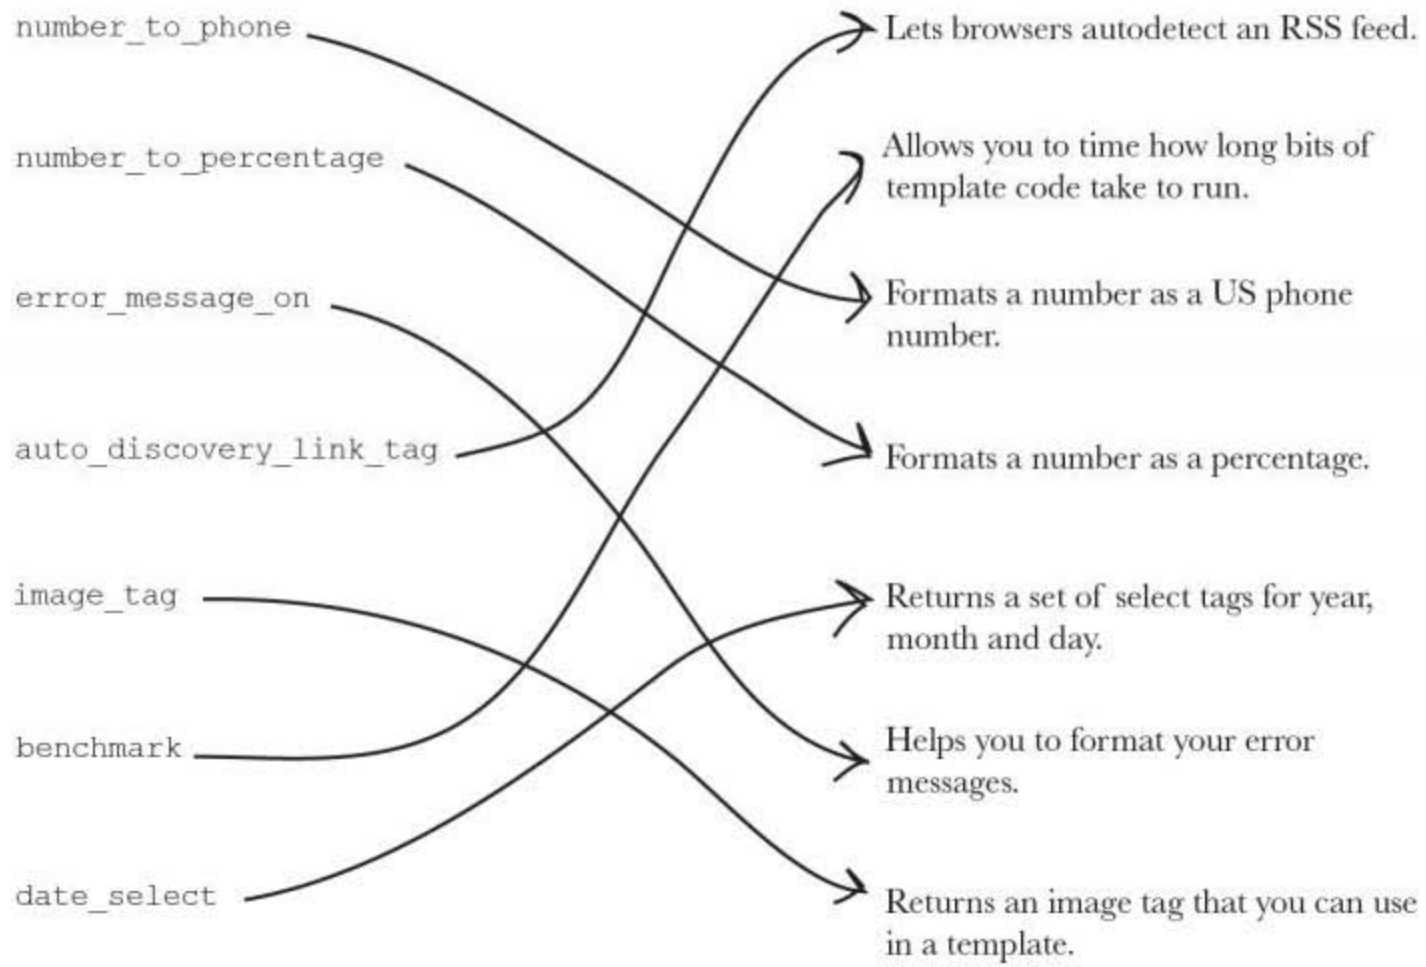 number_to_phone
Lets browsers autodetect an RSS feed.
number_to_percentage
Allows you to time how long bits of
template code take to run.
error_message_on
Formats a number as a US phone
number.
auto_discovery_link_tag
Formats a number as a percentage.
image_tag
Returns a set of select tags for year,
month and day.
benchmark
Helps you to format your error
messages.
date_select
Returns an image tag that you can use
in a template.